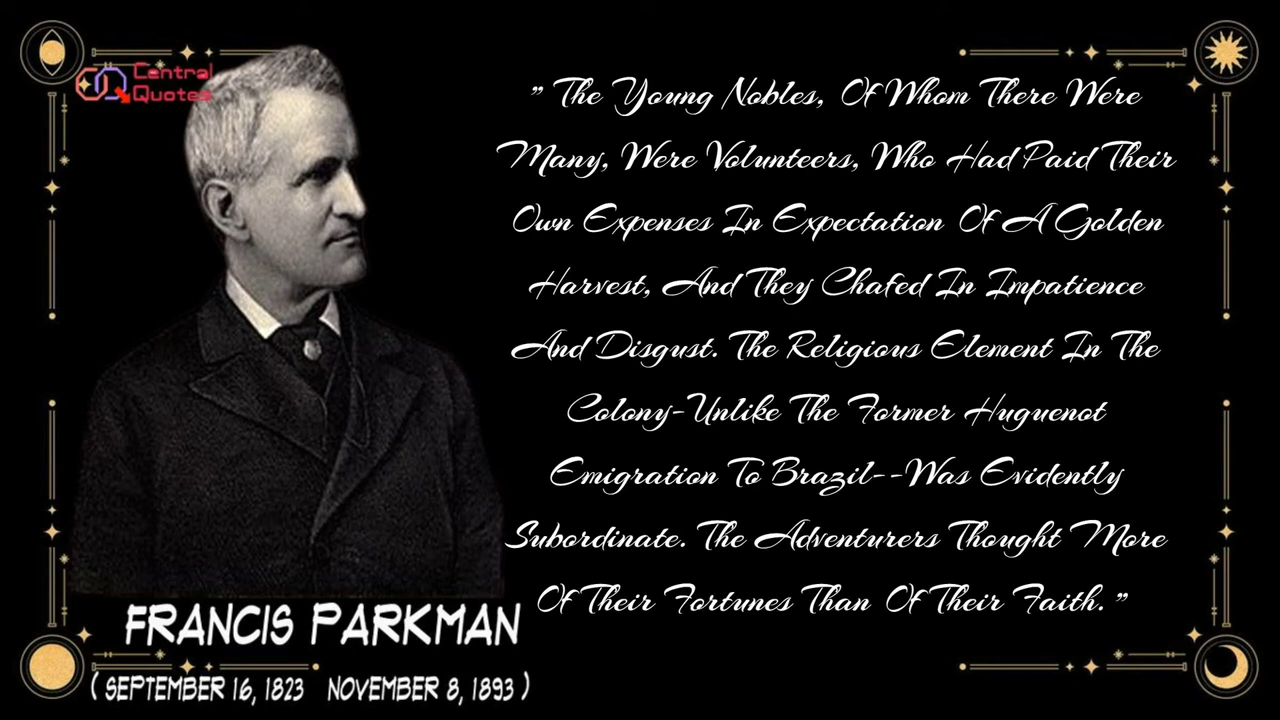 Central
Quotes
" The Young Nobles, Of Whom There Were
Many, Were Volunteers, Who Had Paid Their
Own Expenses In Expectation Of A Golden
Harvest, And They Chafed In Impatience
And Disgust. The Religious Element In The
Colony-Unlike The Former Huguenot
Emigration To Brazil--Was Evidently
Subordinate. The Adventurers Thought More
Of Their Fortunes Than Of Their Faith. "
FRANCIS PARKMAN
( SEPTEMBER 16, 1823 NOVEMBER 8, 1893 )